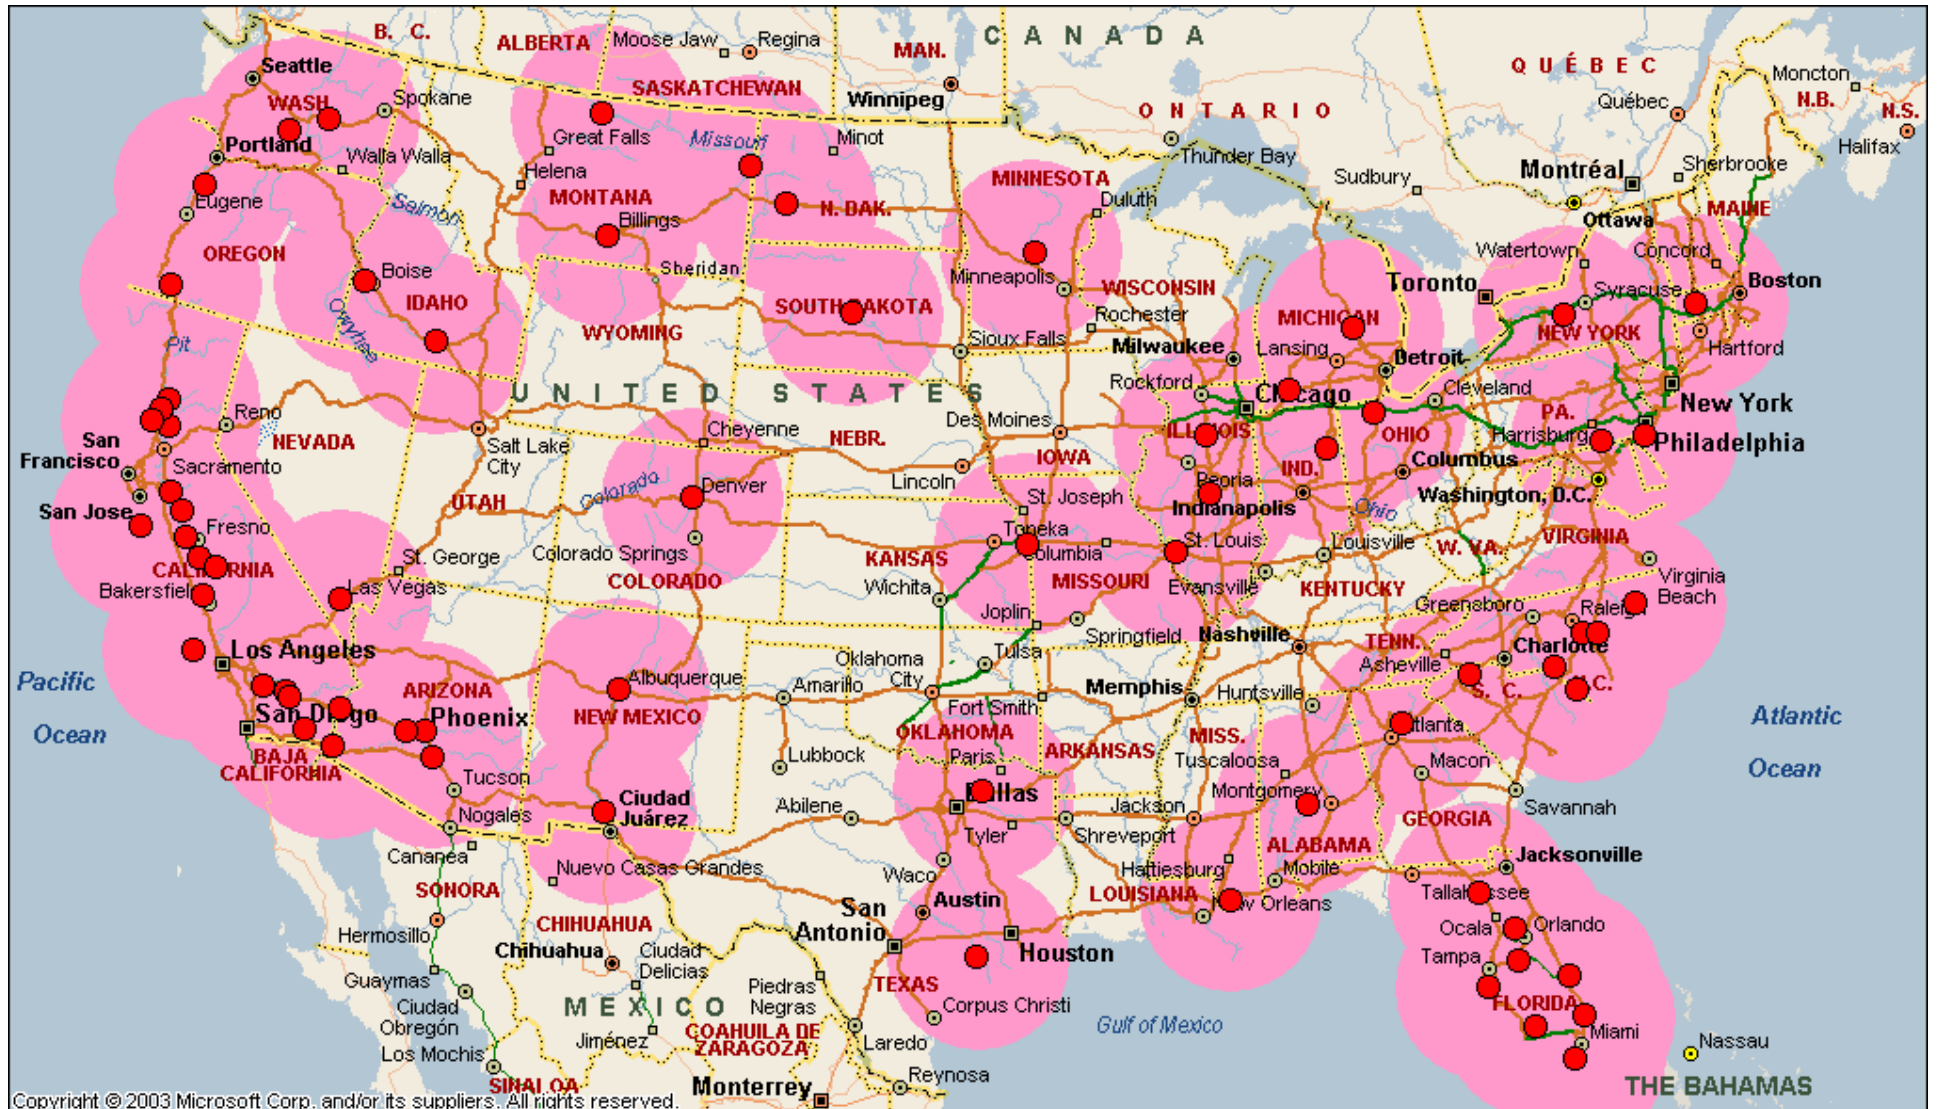 B. C.
ALBERTA
Moose Jaw
Regina
MAN.
CANADA
QUÉBEC
Moncton
N.B.
N.S.
Seattle
SASKATCHEWAN
Winnipeg
ONTARIO
Québec
Halifax
WASH.
Spokane
Great Falls
Missouri
Minot
Thunder Bay
Sherbrooke
Portland
Walla Walla
Helena
MINNESOTA
Sudbury
Montréal
Eugene
Salmon
MONTANA
Billings
N. DAK.
Duluth
Ottawa
MAINE
OREGON
Boise
Sheridan
Minneapolis
WISCONSIN
Watertown
Concord
Toronto
Syracuse
Boston
IDAHO
Owyhee
WYOMING
SOUTH DAKOTA
Rochester
MICHIGAN
NEW YORK
Pit
Sioux Falls
Milwaukee
Lansing
Detroit
Hartford
UNITED STATES
Rockford
Chicago
Cleveland
New York
Reno
NEVADA
Cheyenne
NEBR.
Des Moines
ILLINOIS
OHIO
PA.
Harrisburg
Philadelphia
San
Francisco
Sacramento
Salt Lake
City
IOWA
IND.
Columbus
Lincoln
Peoria
Washington, D.C.
San Jose
Fresno
UTAH
Colorado
Denver
St. Joseph
Indianapolis
Ohio
Topeka
Columbia
St. Louis
Louisville
W. VA.
VIRGINIA
CALIFORNIA
St. George
Colorado Springs
COLORADO
KANSAS
MISSOURI
Evansville
KENTUCKY
Virginia
Beach
Bakersfield
Las Vegas
Wichita
Joplin
Springfield
Nashville
Greensboro
Raleigh
Los Angeles
Oklahoma
City
Tulsa
TENN.
Asheville
Charlotte
Pacific
Ocean
ARIZONA
Albuquerque
NEW MEXICO
Amarillo
Fort Smith
Memphis
Huntsville
S. C.
San Diego
Phoenix
OKLAHOMA
ARKANSAS
MISS.
Atlanta
Atlantic
Ocean
BAJA
CALIFORNIA
Tucson
Lubbock
Paris
Tuscaloosa
Macon
Nogales
Ciudad
Juárez
Abilene
Dallas
Tyler
Jackson
Shreveport
Montgomery
GEORGIA
Savannah
Cananea
Nuevo Casas Grandes
Waco
Hattiesburg
ALABAMA
Mobile
Jacksonville
SONORA
CHIHUAHUA
San
Antonio
Austin
LOUISIANA
New Orleans
Tallahassee
Hermosillo
Chihuahua
Ciudad
Delicias
Houston
Ocala
Orlando
Tampa
Guaymas
Ciudad
Obregón
MEXICO
Piedras
Negras
TEXAS
Corpus Christi
Gulf of Mexico
FLORIDA
Miami
Nassau
Los Mochis
Jiménez
COAHUILA DE
ZARAGOZA
Laredo
SINALOA
Monterrey
Reynosa
THE BAHAMAS
Copyright © 2003 Microsoft Corp. and/or its suppliers. All rights reserved.